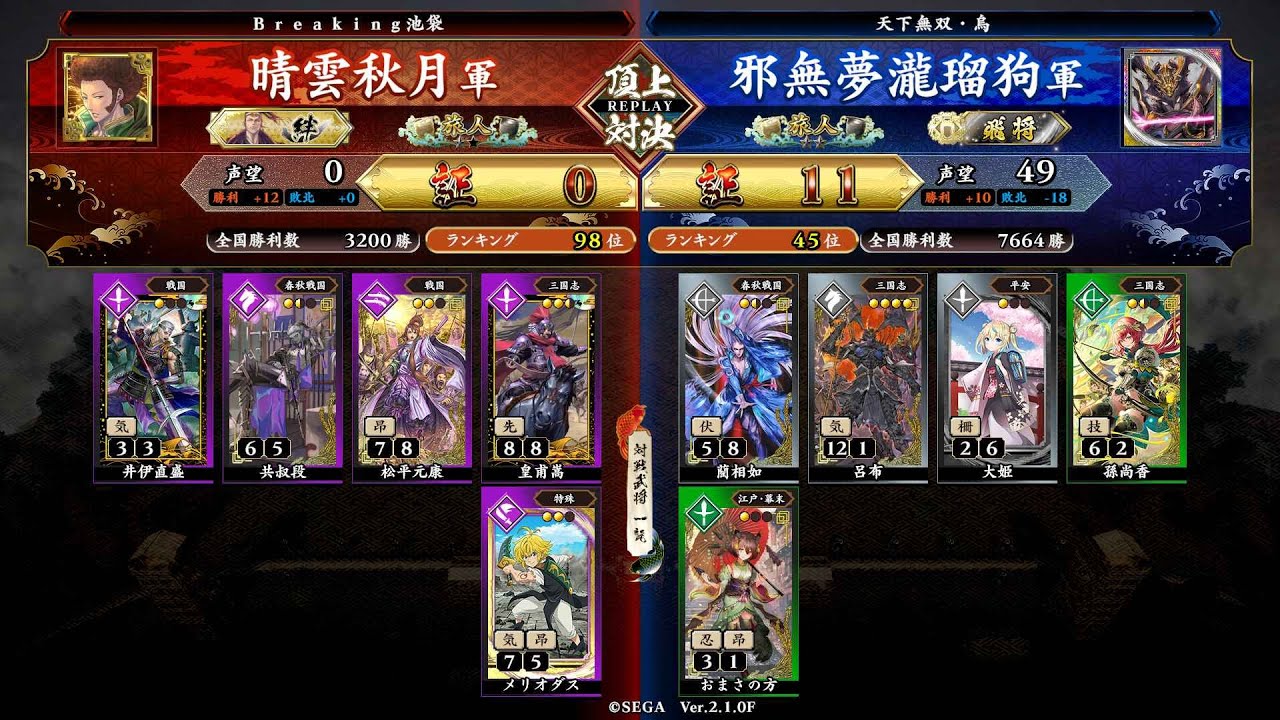 Breaking池袋
天下無双・烏
晴雲秋月軍
頂上
REPLAY
対決
邪無夢瀧瑠狗軍
絆
旅人
旅人
飛将
声望 0
勝利 +12 敗北 +0
証 0
証 11
声望 49
勝利 +10 敗北 -18
全国勝利数 3200勝
ランキング 98位
ランキング 45位
全国勝利数 7664勝
戦国
春秋戦国
戦国
三国志
春秋戦国
三国志
平安
三国志
気
昂
先
伏
気
柵
技
3 3
6 5
7 8
8 8
5 8
12 1
2 6
6 2
井伊直盛
共叔段
松平元康
皇甫嵩
藺相如
呂布
大姫
孫尚香
対戦武将一覧
特殊
江戸・幕末
気 昂
忍 昂
7 5
3 1
メリオダス
おまさの方
©SEGA Ver.2.1.0F